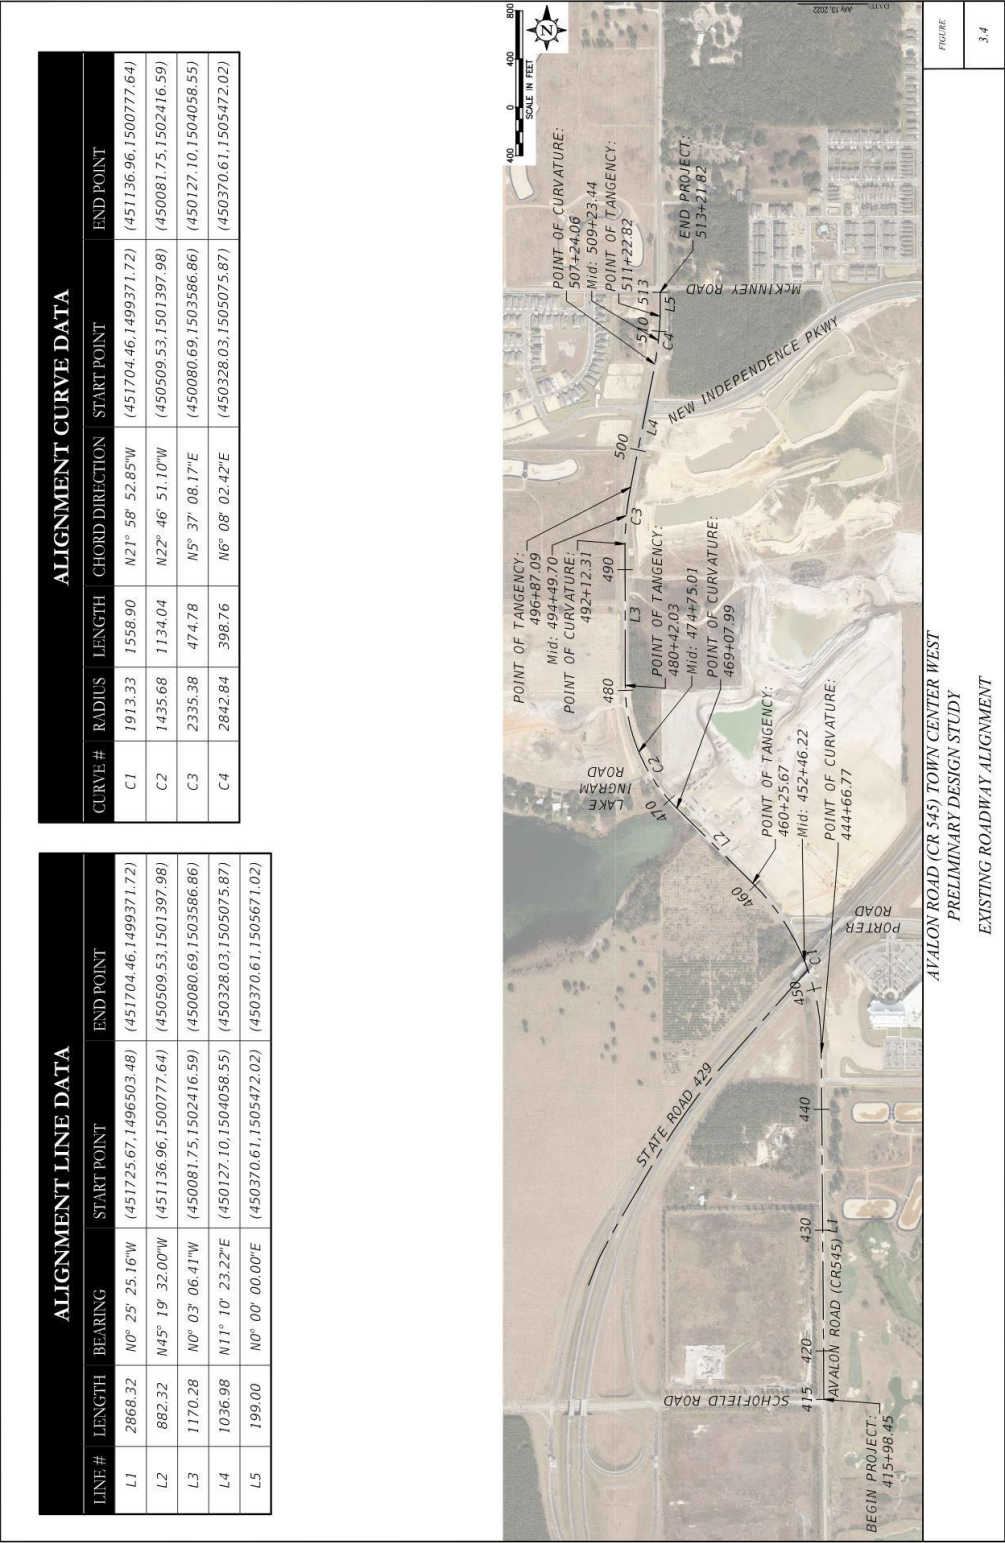 ALIGNMENT LINE DATA
LINE # LENGTH BEARING START POINT END POINT
L1 2868.32 N0° 25' 25.16"W (451725.67,1496503.48) (451704.46,1499371.72)
L2 882.32 N45° 19' 32.00"W (451136.96,1500777.64) (450509.53,1501397.98)
L3 1170.28 N0° 03' 06.41"W (450081.75,1502416.59) (450080.69,1503586.86)
L4 1036.98 N11° 10' 23.22"E (450127.10,1504058.55) (450328.03,1505075.87)
L5 199.00 N0° 00' 00.00"E (450370.61,1505472.02) (450370.61,1505671.02)
ALIGNMENT CURVE DATA
CURVE # RADIUS LENGTH CHORD DIRECTION START POINT END POINT
C1 1913.33 1558.90 N21° 58' 52.85"W (451704.46,1499371.72) (451136.96,1500777.64)
C2 1435.68 1134.04 N22° 46' 51.10"W (450509.53,1501397.98) (450081.75,1502416.59)
C3 2335.38 474.78 N5° 37' 08.17"E (450080.69,1503586.86) (450127.10,1504058.55)
C4 2842.84 398.76 N6° 08' 02.42"E (450328.03,1505075.87) (450370.61,1505472.02)
400 0 400 800
SCALE IN FEET
N
BEGIN PROJECT:
415+98.45
SCHOFIELD ROAD
415
420
AVALON ROAD (CR545)
430
L1
440
STATE ROAD 429
450
C1
PORTER
ROAD
POINT OF CURVATURE:
444+66.77
Mid: 452+46.22
POINT OF TANGENCY:
460+25.67
460
L2
470
C2
LAKE
INGRAM
ROAD
POINT OF CURVATURE:
469+07.99
Mid: 474+75.01
POINT OF TANGENCY:
480+42.03
480
L3
490
POINT OF TANGENCY:
496+87.09
Mid: 494+49.70
POINT OF CURVATURE:
492+12.31
C3
500
L4
NEW INDEPENDENCE PKWY
POINT OF CURVATURE:
507+24.06
Mid: 509+23.44
POINT OF TANGENCY:
511+22.82
510
513
C4
L5
McKINNEY ROAD
END PROJECT:
513+21.82
DATE:
July 13, 2022
AVALON ROAD (CR 545) TOWN CENTER WEST
PRELIMINARY DESIGN STUDY
EXISTING ROADWAY ALIGNMENT
FIGURE
3.4